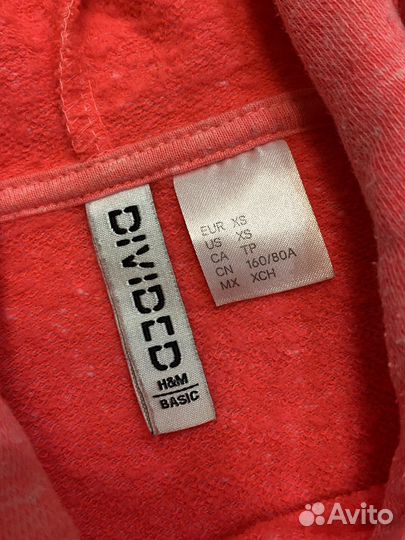 DIVIDED
H&M
BASIC
EUR XS
US XS
CA TP
CN 160/80A
MX XCH
Avito